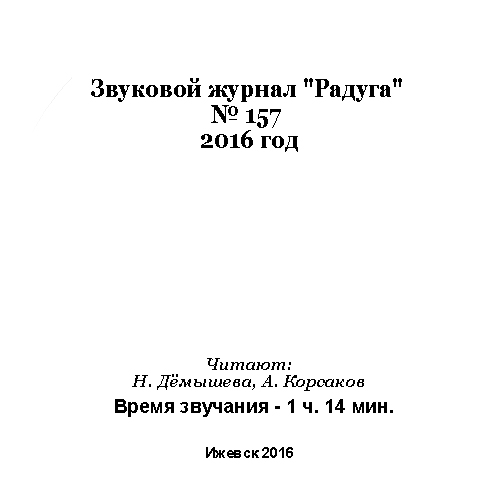 Звуковой журнал "Радуга"
№ 157
2016 год
Читают:
Н. Дёмышева, А. Корсаков
Время звучания - 1 ч. 14 мин.
Ижевск 2016